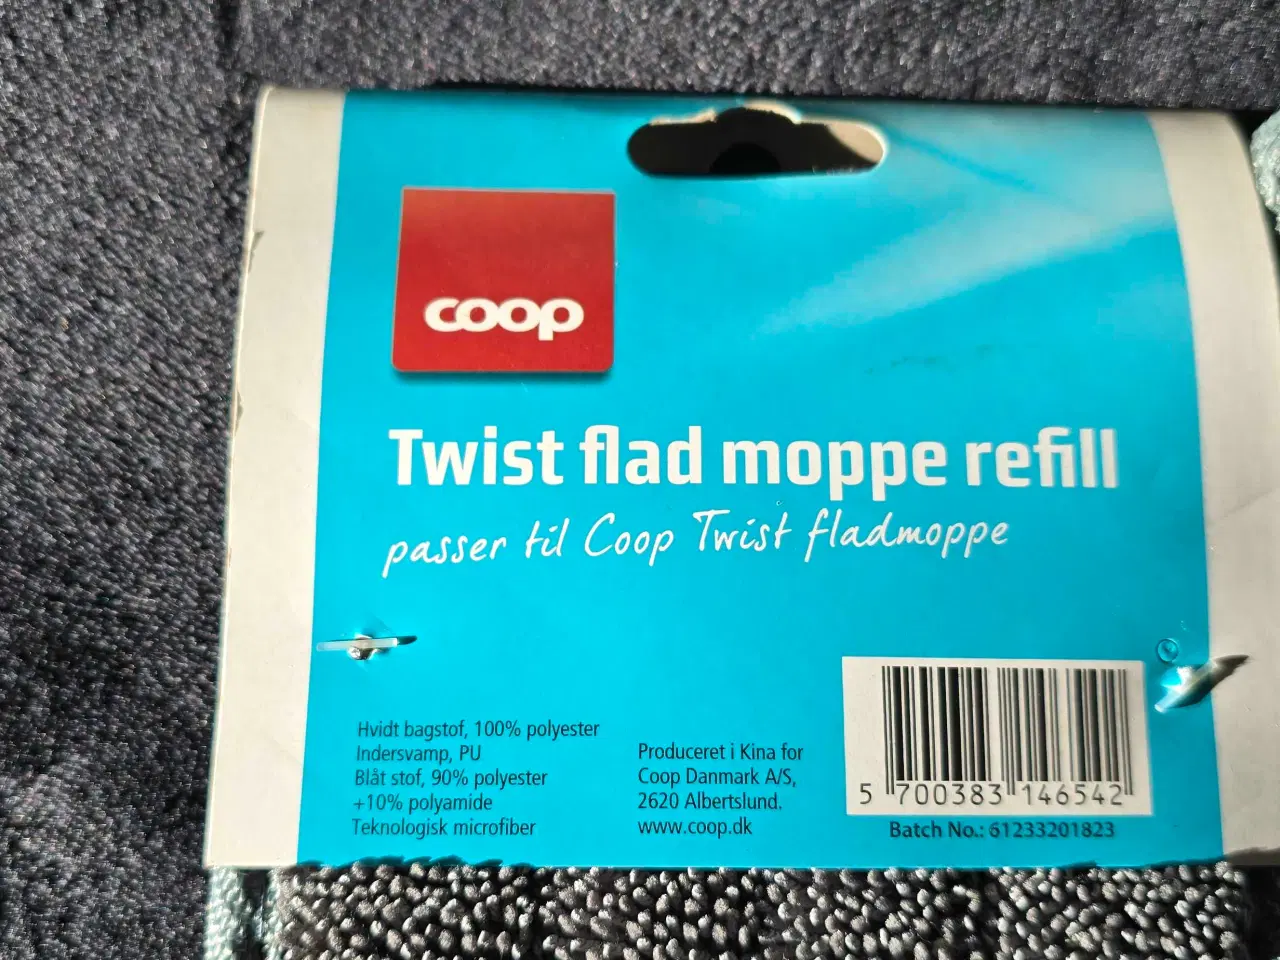 coop
Twist flad moppe refill
passer til Coop Twist fladmoppe
Hvidt bagstof, 100% polyester
Indersvamp, PU
Blåt stof, 90% polyester
+10% polyamide
Teknologisk microfiber
Produceret i Kina for
Coop Danmark A/S,
2620 Albertslund.
www.coop.dk
5 700383 146542
Batch No.: 61233201823